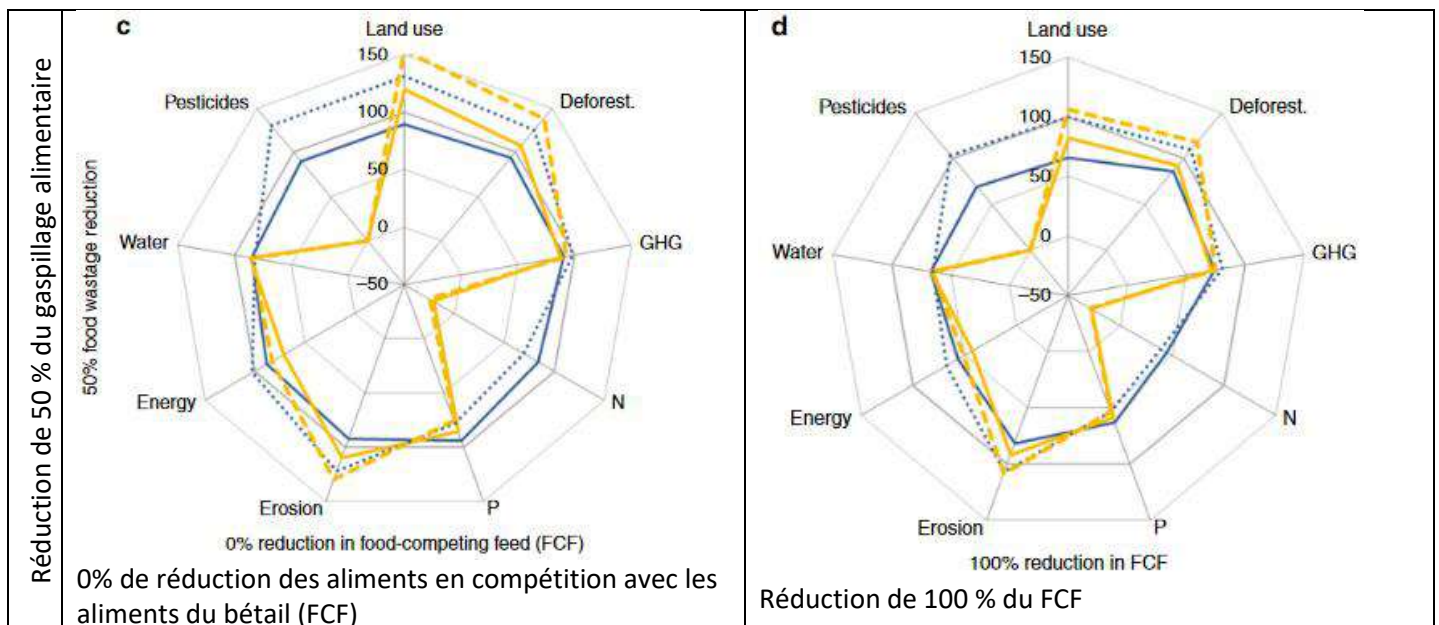 Réduction de 50 % du gaspillage alimentaire
50% food wastage reduction
c
Land use
150
Deforest.
100
50
0
−50
GHG
N
P
Erosion
Energy
Water
Pesticides
0% reduction in food-competing feed (FCF)
0% de réduction des aliments en compétition avec les
aliments du bétail (FCF)
d
Land use
150
Deforest.
100
50
0
−50
GHG
N
P
Erosion
Energy
Water
Pesticides
100% reduction in FCF
Réduction de 100 % du FCF